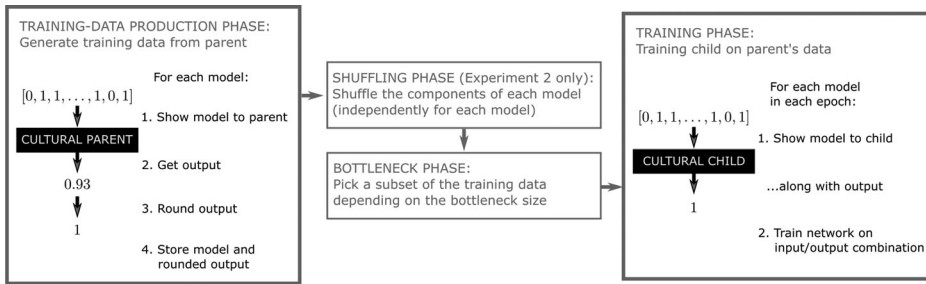 TRAINING-DATA PRODUCTION PHASE:
Generate training data from parent
For each model:
[0, 1, 1, . . . , 1, 0, 1]
1. Show model to parent
CULTURAL PARENT
2. Get output
0.93
3. Round output
1
4. Store model and
rounded output
SHUFFLING PHASE (Experiment 2 only):
Shuffle the components of each model
(independently for each model)
BOTTLENECK PHASE:
Pick a subset of the training data
depending on the bottleneck size
TRAINING PHASE:
Training child on parent's data
For each model
in each epoch:
[0, 1, 1, . . . , 1, 0, 1]
1. Show model to child
CULTURAL CHILD
...along with output
1
2. Train network on
input/output combination